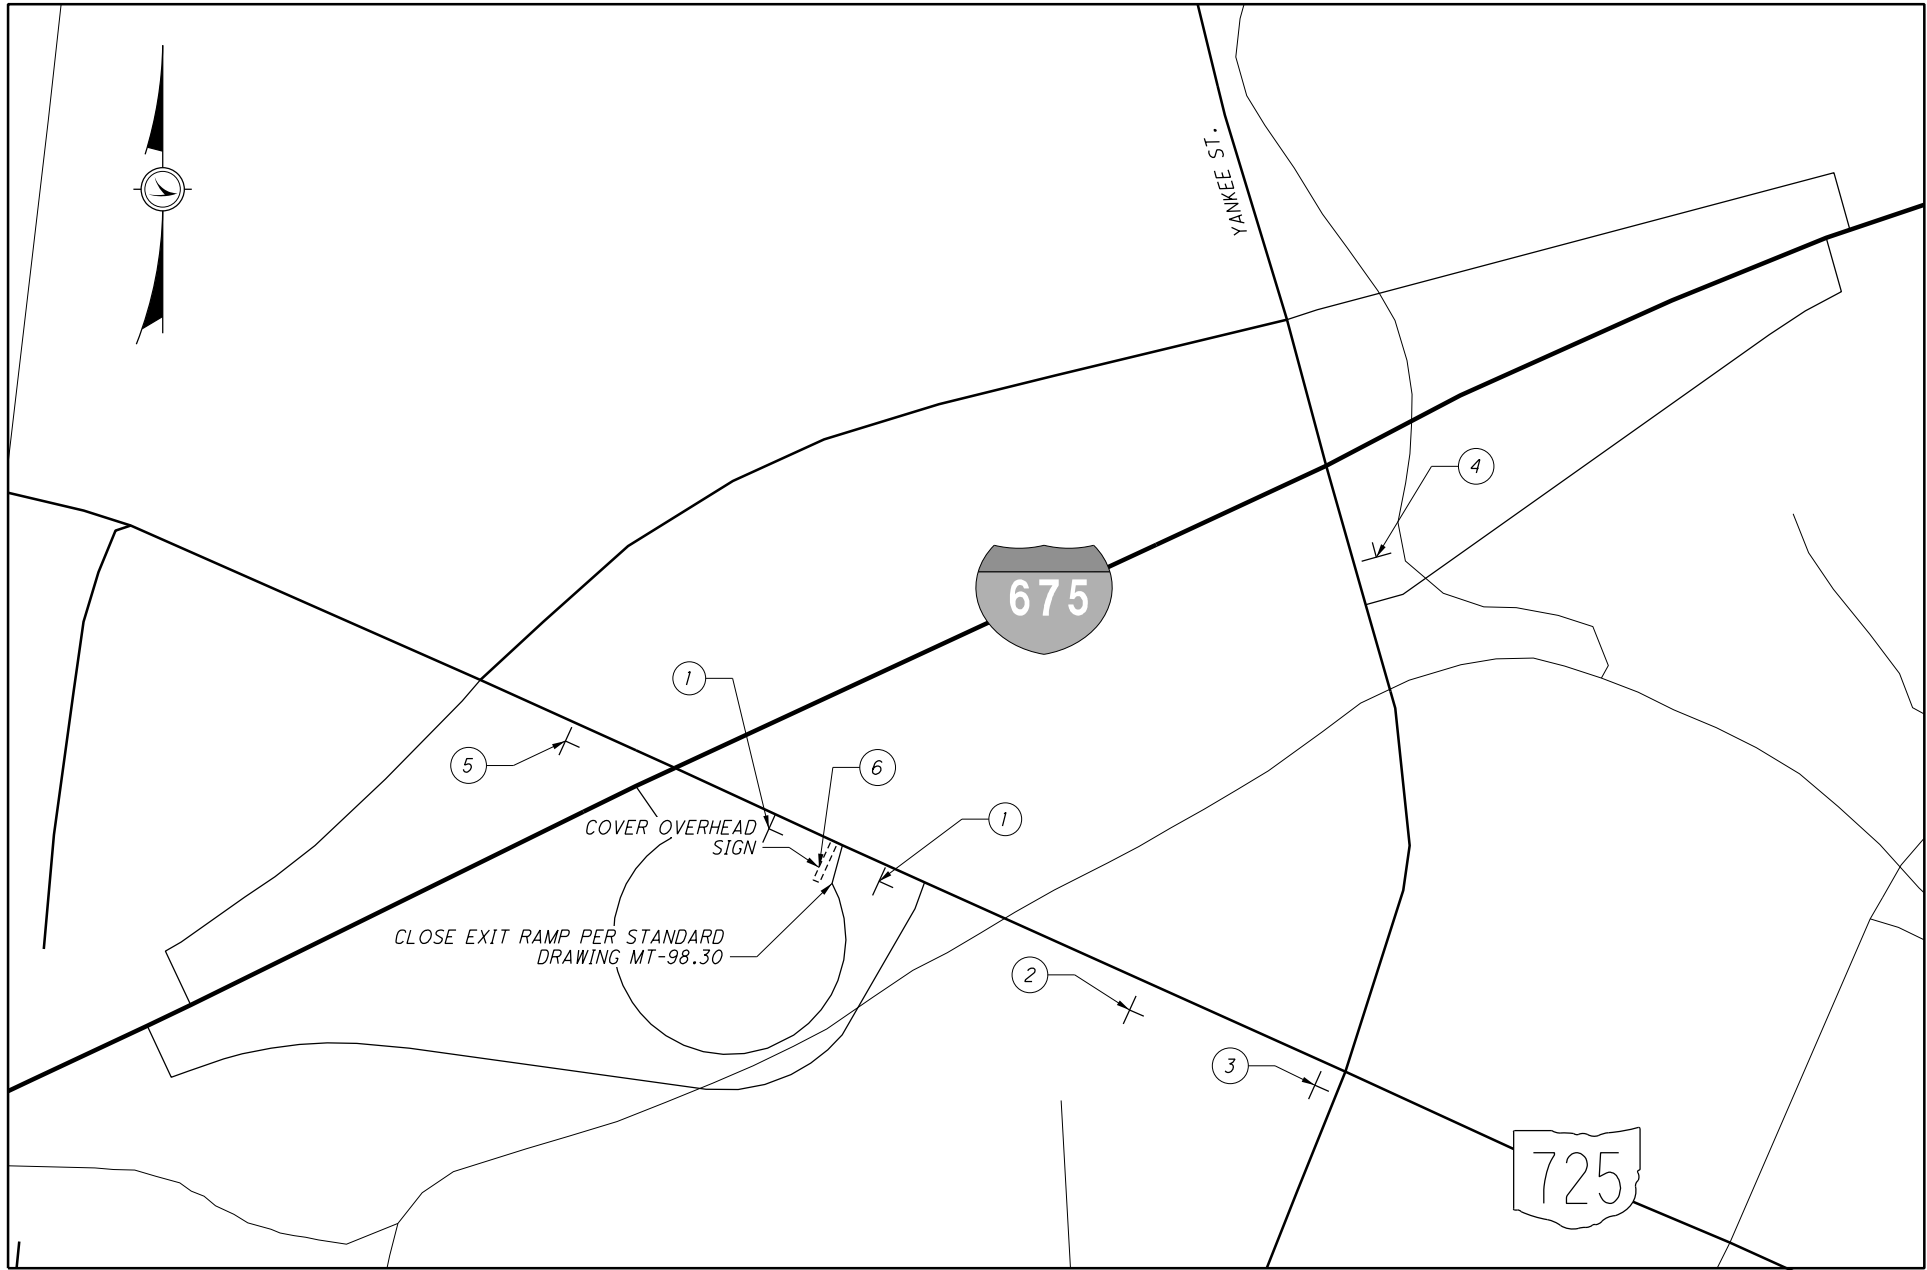 YANKEE ST.
4
675
1
5
6
1
COVER OVERHEAD
SIGN
CLOSE EXIT RAMP PER STANDARD
DRAWING MT-98.30
2
3
725